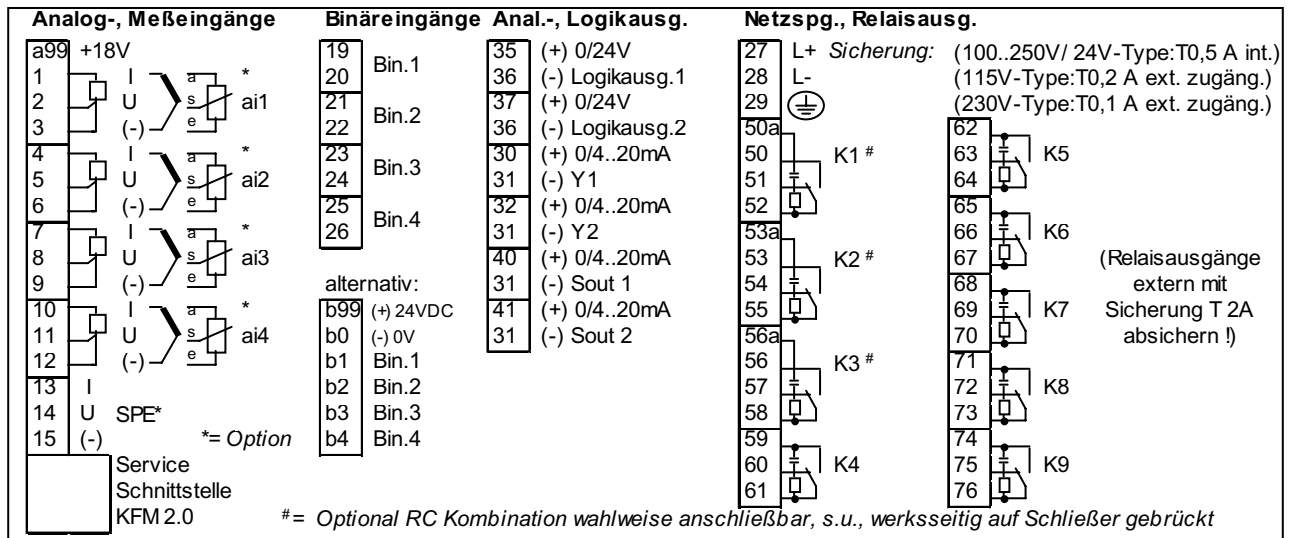 Analog-, Meßeingänge Binäreingänge Anal.-, Logikausg. Netzspg., Relaisausg.
a99 +18V
1 I a *
2 U s ai1
3 (-) e
4 I a *
5 U s ai2
6 (-) e
7 I a *
8 U s ai3
9 (-) e
10 I a *
11 U s ai4
12 (-) e
13 I
14 U SPE*
15 (-) *= Option
Service
Schnittstelle
KFM 2.0
19
20 Bin.1
21
22 Bin.2
23
24 Bin.3
25
26 Bin.4
alternativ:
b99 (+) 24VDC
b0 (-) 0V
b1 Bin.1
b2 Bin.2
b3 Bin.3
b4 Bin.4
35 (+) 0/24V
36 (-) Logikausg.1
37 (+) 0/24V
36 (-) Logikausg.2
30 (+) 0/4..20mA
31 (-) Y1
32 (+) 0/4..20mA
31 (-) Y2
40 (+) 0/4..20mA
31 (-) Sout 1
41 (+) 0/4..20mA
31 (-) Sout 2
27 L+ Sicherung: (100..250V/ 24V-Type:T0,5 A int.)
28 L- (115V-Type:T0,2 A ext. zugäng.)
29 (230V-Type:T0,1 A ext. zugäng.)
50a
50 K1 #
51
52
53a
53 K2 #
54
55
56a
56 K3 #
57
58
59
60 K4
61
62
63 K5
64
65
66 K6
67
68
69 K7
70
71
72 K8
73
74
75 K9
76
(Relaisausgänge
extern mit
Sicherung T 2A
absichern !)
#= Optional RC Kombination wahlweise anschließbar, s.u., werksseitig auf Schließer gebrückt